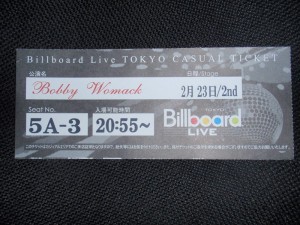 Billboard Live TOKYO CASUAL TICKET
公演名
日程/Stage
Bobby Womack
2月23日/2nd
Seat No.
入場可能時間
5A-3
20:55～
Billboard
LIVE